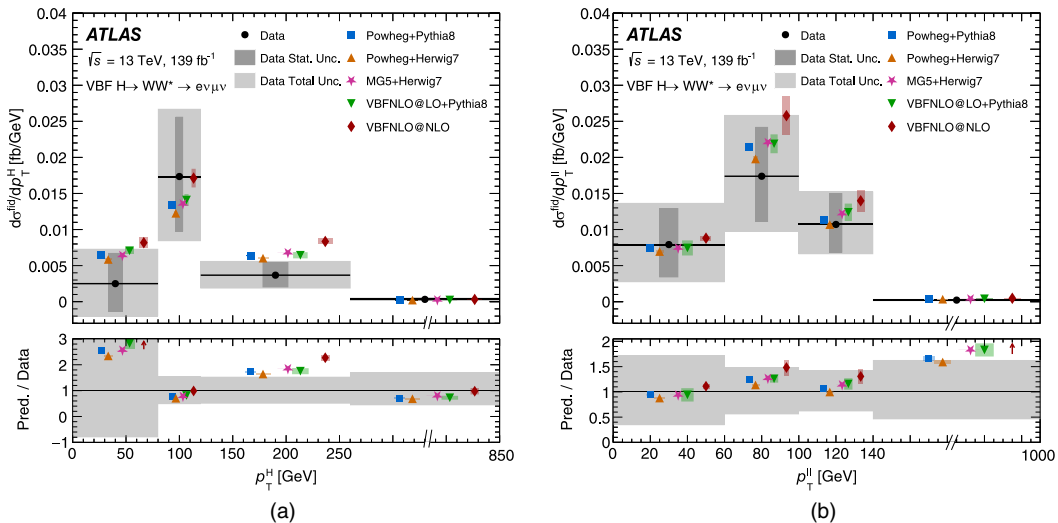 ATLAS
√s = 13 TeV, 139 fb⁻¹
VBF H→ WW* → eνμν
Data
Data Stat. Unc.
Data Total Unc.
Powheg+Pythia8
Powheg+Herwig7
MG5+Herwig7
VBFNLO@LO+Pythia8
VBFNLO@NLO
dσ^fid/dp_T^H [fb/GeV]
0.04
0.035
0.03
0.025
0.02
0.015
0.01
0.005
0
Pred. / Data
3
2
1
0
−1
0 50 100 150 200 250 850
p_T^H [GeV]
(a)
ATLAS
√s = 13 TeV, 139 fb⁻¹
VBF H→ WW* → eνμν
Data
Data Stat. Unc.
Data Total Unc.
Powheg+Pythia8
Powheg+Herwig7
MG5+Herwig7
VBFNLO@LO+Pythia8
VBFNLO@NLO
dσ^fid/dp_T^ll [fb/GeV]
0.04
0.035
0.03
0.025
0.02
0.015
0.01
0.005
0
Pred. / Data
2
1.5
1
0.5
0
0 20 40 60 80 100 120 140 1000
p_T^ll [GeV]
(b)